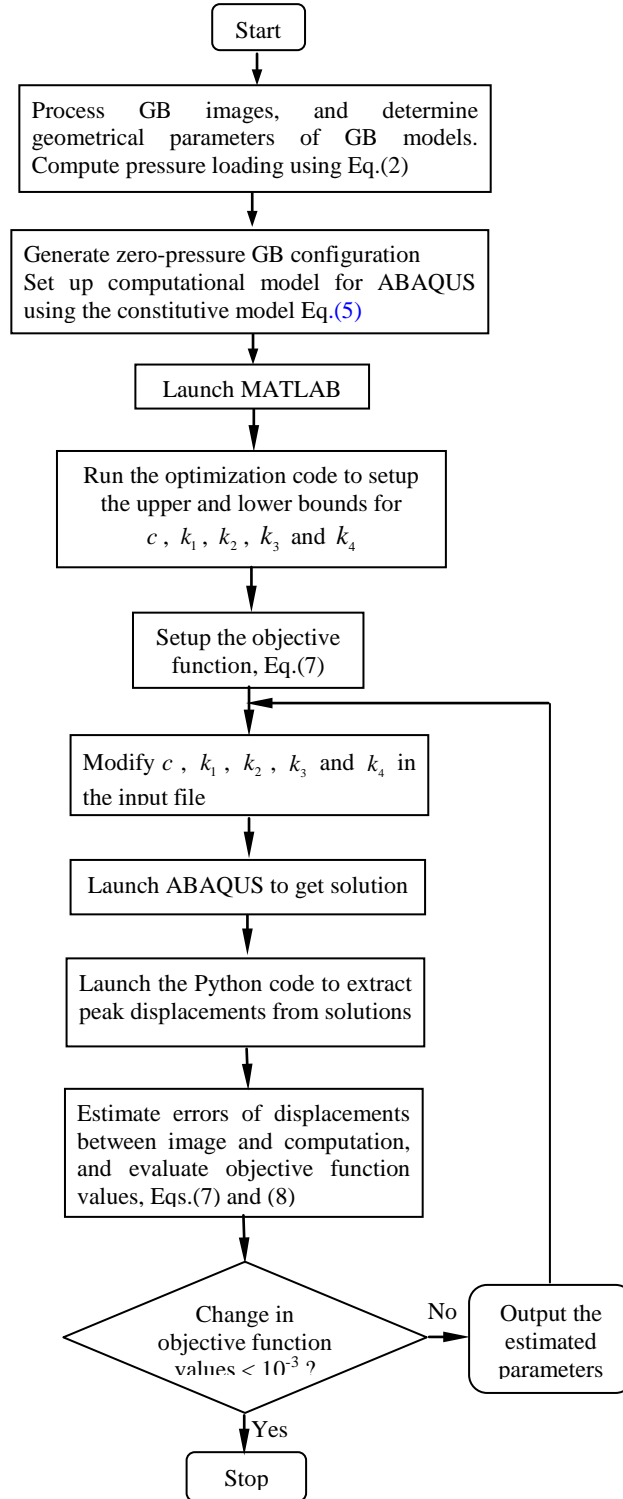 Start
Process GB images, and determine
geometrical parameters of GB models.
Compute pressure loading using Eq.(2)
Generate zero-pressure GB configuration
Set up computational model for ABAQUS
using the constitutive model Eq.(5)
Launch MATLAB
Run the optimization code to setup
the upper and lower bounds for
c , k₁ , k₂ , k₃ and k₄
Setup the objective
function, Eq.(7)
Modify c , k₁ , k₂ , k₃ and k₄ in
the input file
Launch ABAQUS to get solution
Launch the Python code to extract
peak displacements from solutions
Estimate errors of displacements
between image and computation,
and evaluate objective function
values, Eqs.(7) and (8)
Change in
objective function
values < 10⁻³ ?
No
Output the
estimated
parameters
Yes
Stop